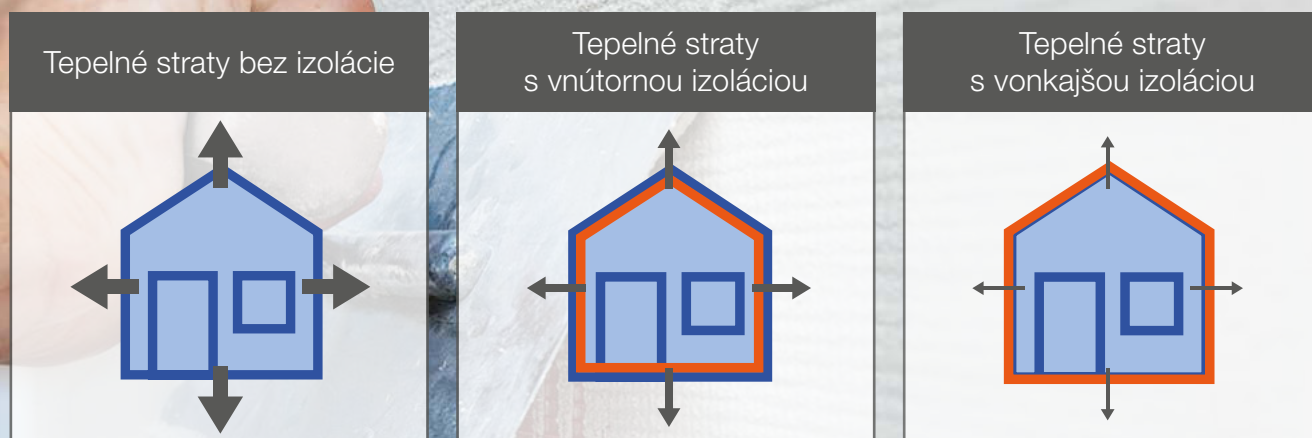 Tepelné straty bez izolácie
Tepelné straty
s vnútornou izoláciou
Tepelné straty
s vonkajšou izoláciou